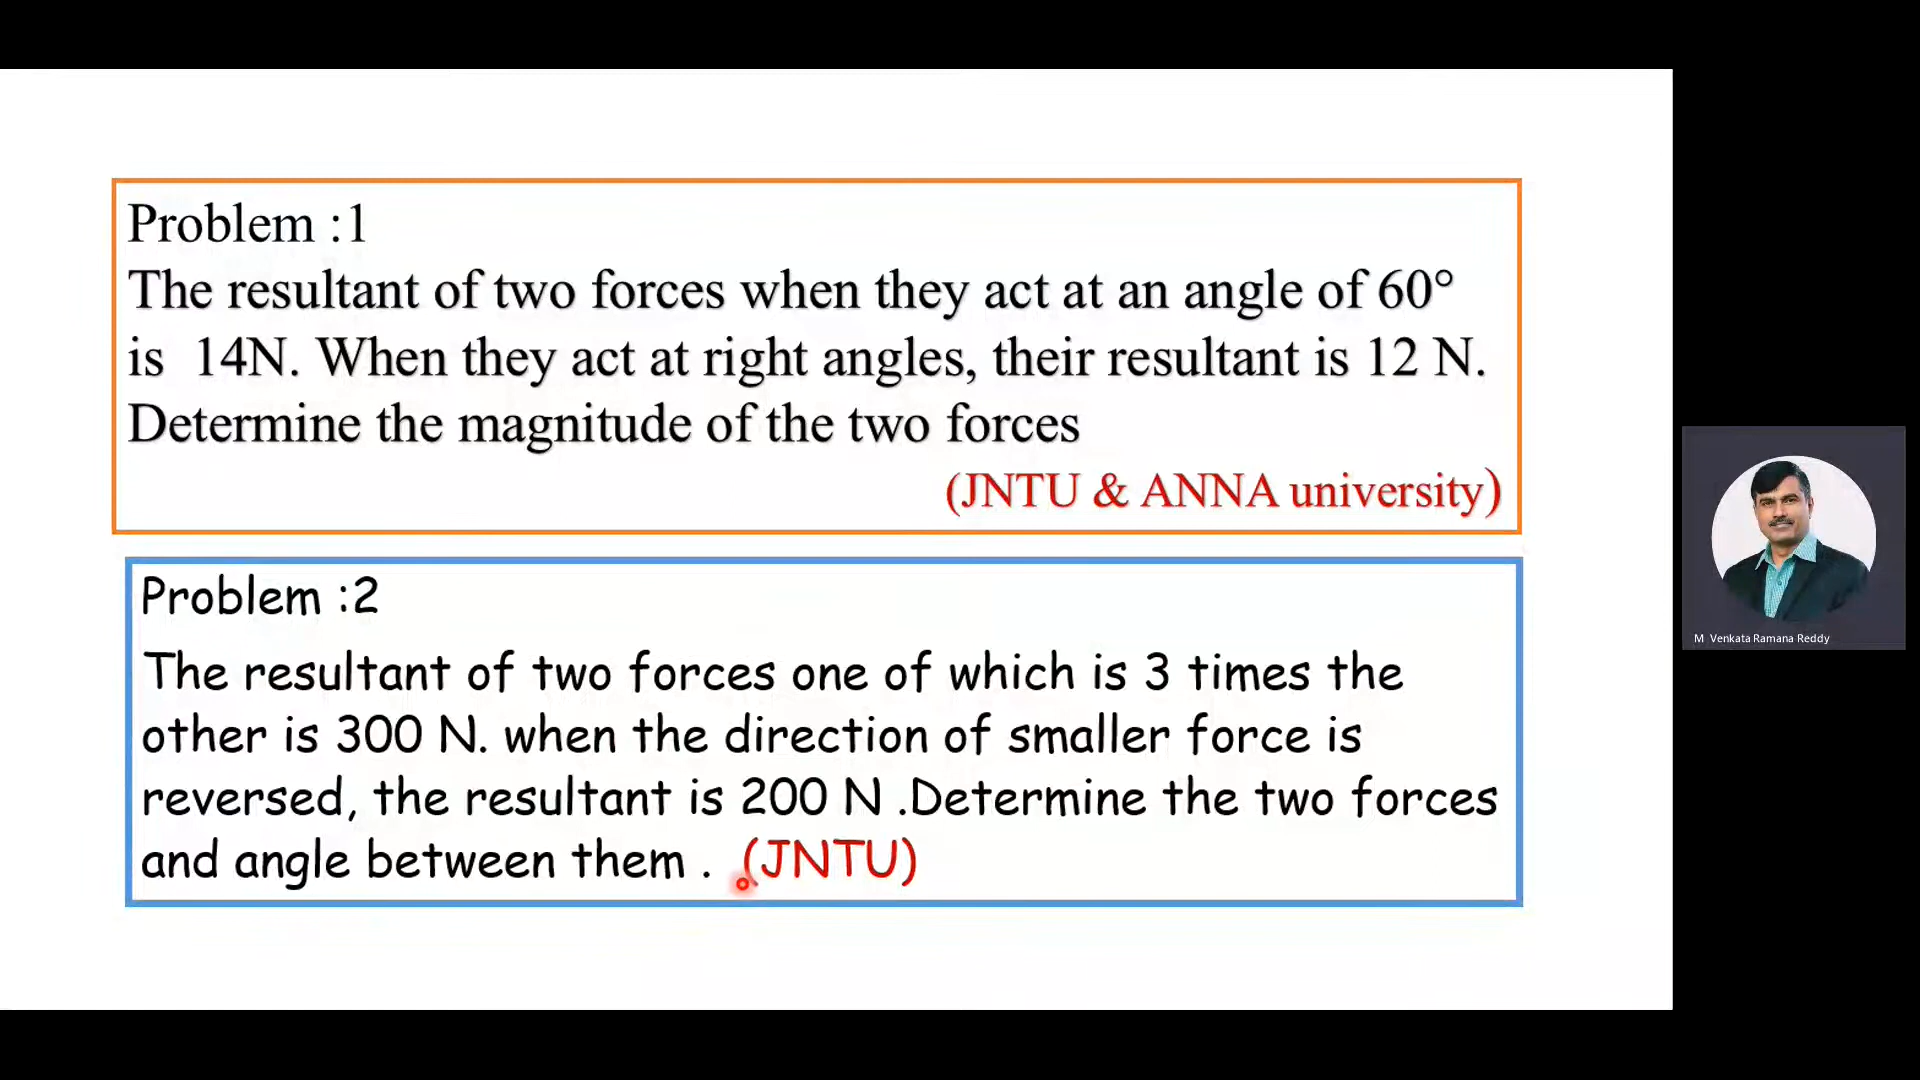 Problem :1
The resultant of two forces when they act at an angle of 60°
is 14N. When they act at right angles, their resultant is 12 N.
Determine the magnitude of the two forces
(JNTU & ANNA university)
Problem :2
The resultant of two forces one of which is 3 times the
other is 300 N. when the direction of smaller force is
reversed, the resultant is 200 N .Determine the two forces
and angle between them . (JNTU)
M Venkata Ramana Reddy